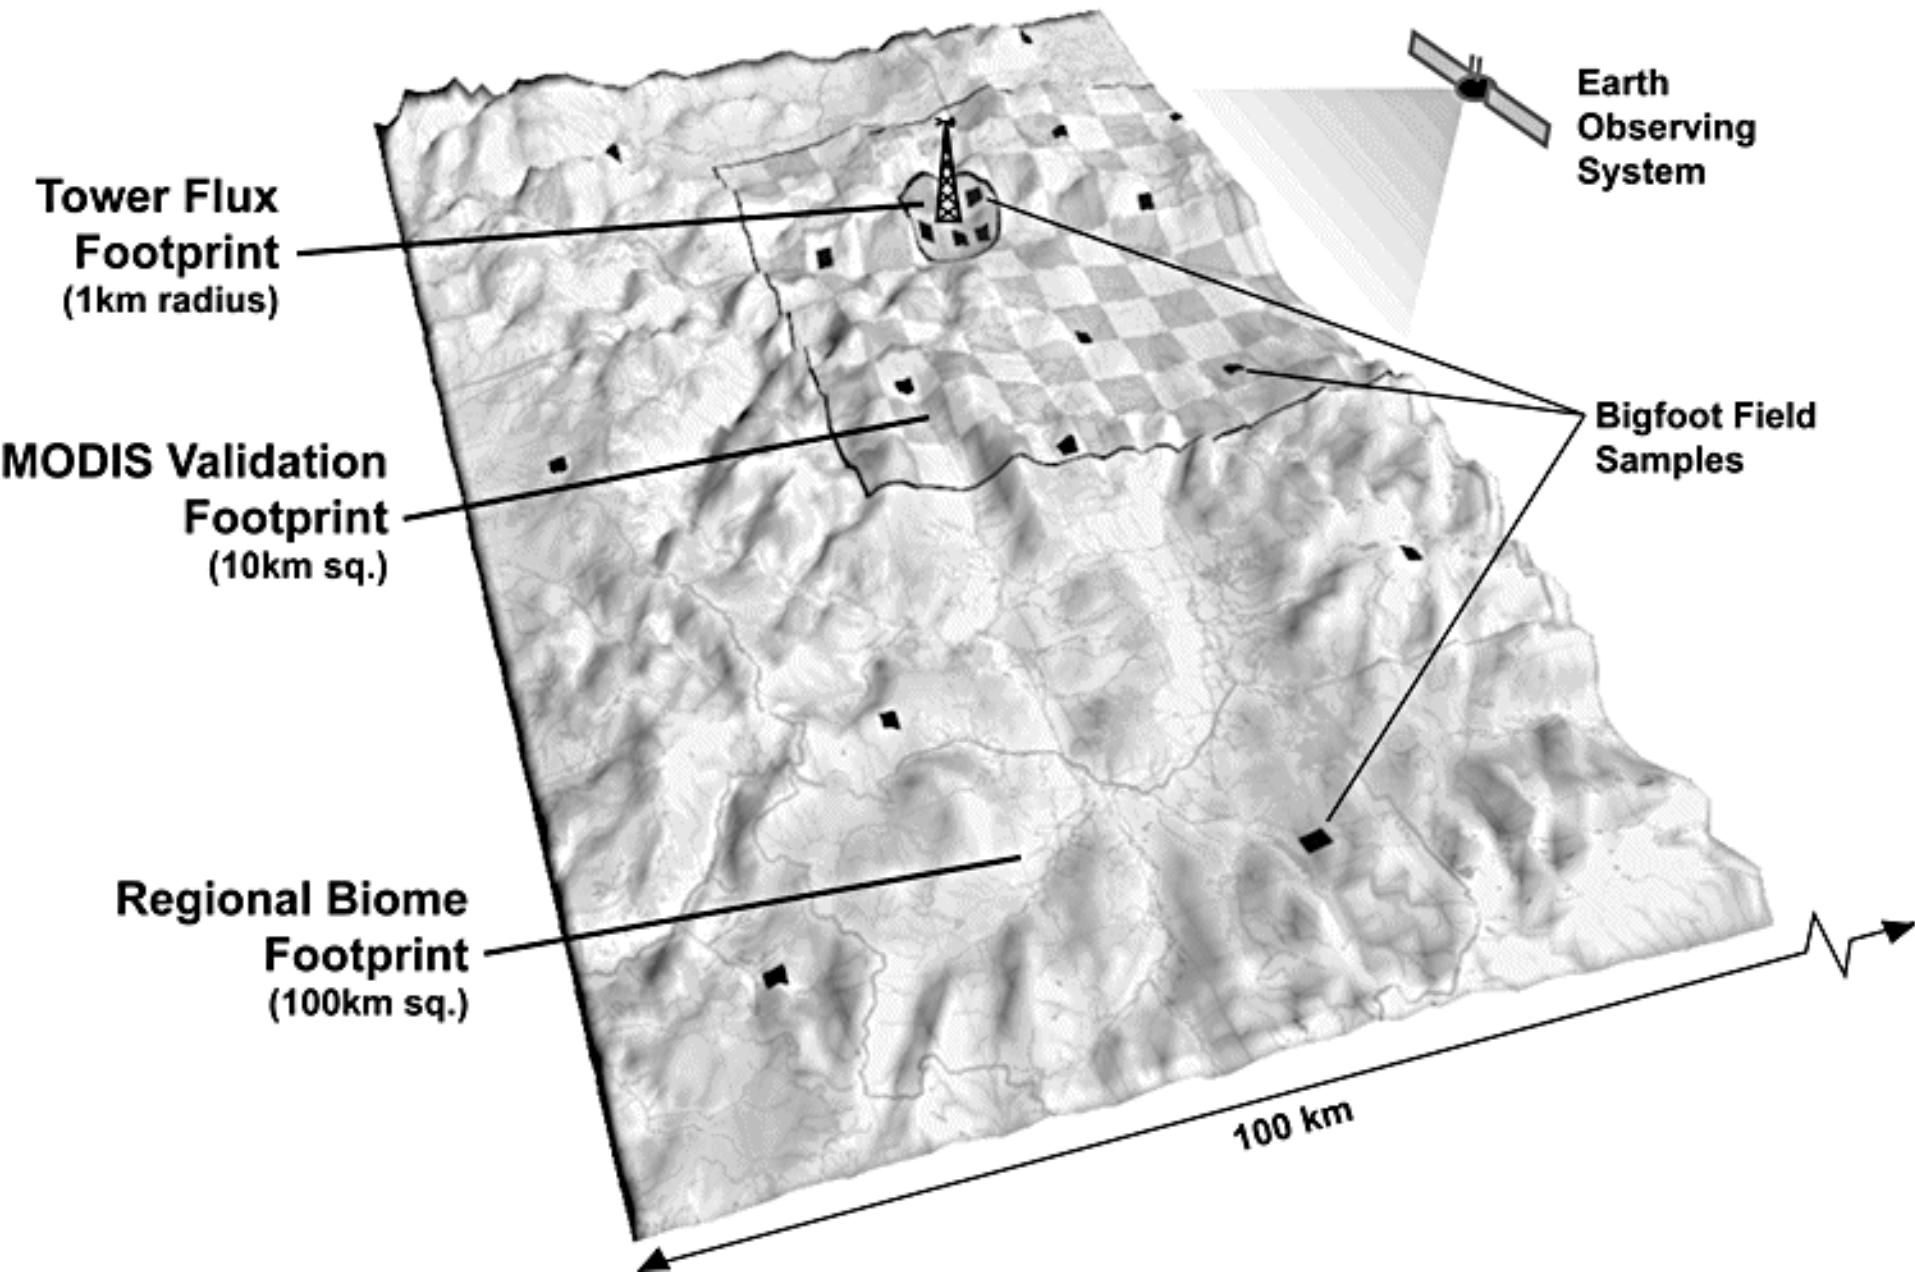 Earth
Observing
System
Tower Flux
Footprint
(1km radius)
Bigfoot Field
Samples
MODIS Validation
Footprint
(10km sq.)
Regional Biome
Footprint
(100km sq.)
100 km